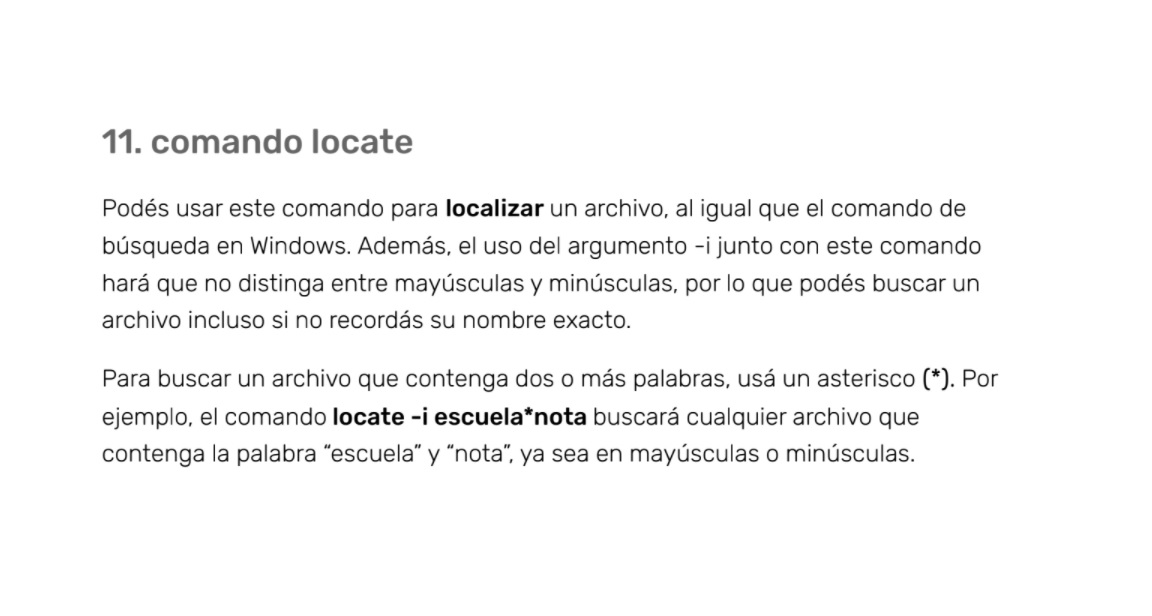 11. comando locate
Podés usar este comando para localizar un archivo, al igual que el comando de
búsqueda en Windows. Además, el uso del argumento -i junto con este comando
hará que no distinga entre mayúsculas y minúsculas, por lo que podés buscar un
archivo incluso si no recordás su nombre exacto.
Para buscar un archivo que contenga dos o más palabras, usá un asterisco (*). Por
ejemplo, el comando locate -i escuela*nota buscará cualquier archivo que
contenga la palabra “escuela” y “nota”, ya sea en mayúsculas o minúsculas.